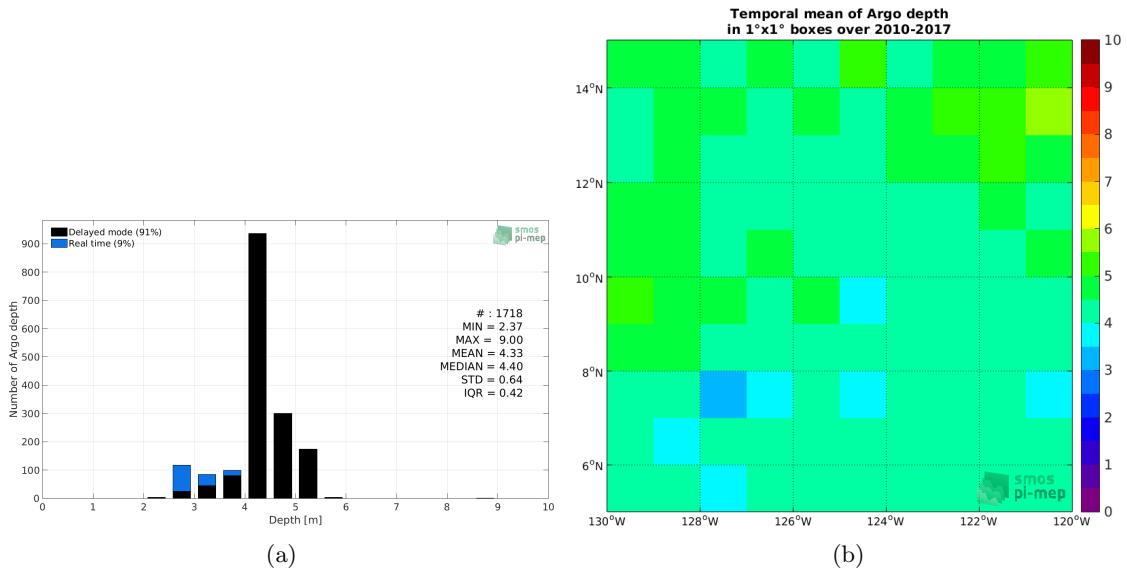 Delayed mode (91%)
Real time (9%)
smos
pi-mep
900
800
700
600
500
400
300
200
100
0
Number of Argo depth
# : 1718
MIN = 2.37
MAX = 9.00
MEAN = 4.33
MEDIAN = 4.40
STD = 0.64
IQR = 0.42
0 1 2 3 4 5 6 7 8 9 10
Depth [m]
(a)
Temporal mean of Argo depth
in 1°x1° boxes over 2010-2017
14°N
12°N
10°N
8°N
6°N
130°W 128°W 126°W 124°W 122°W 120°W
smos
pi-mep
10
9
8
7
6
5
4
3
2
1
0
(b)